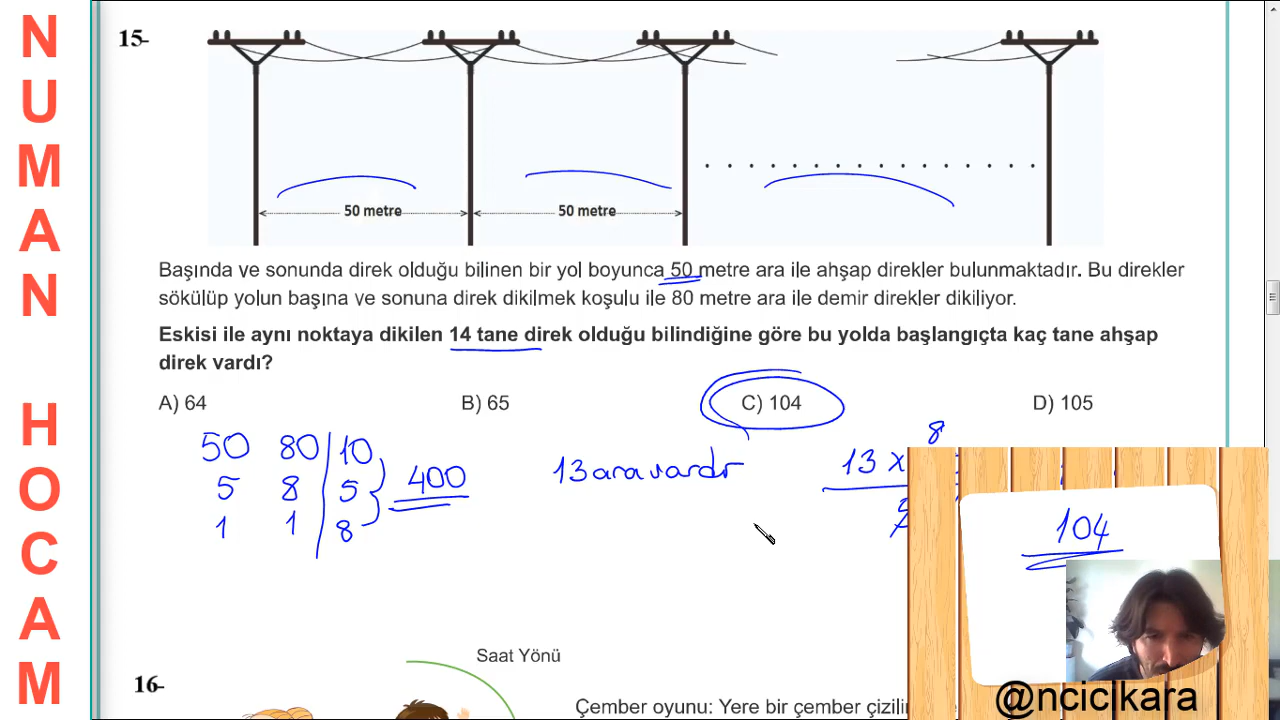 NUMAN HOCAM
15-
50 metre 50 metre
Başında ve sonunda direk olduğu bilinen bir yol boyunca 50 metre ara ile ahşap direkler bulunmaktadır. Bu direkler
sökülüp yolun başına ve sonuna direk dikilmek koşulu ile 80 metre ara ile demir direkler dikiliyor.
Eskisi ile aynı noktaya dikilen 14 tane direk olduğu bilindiğine göre bu yolda başlangıçta kaç tane ahşap
direk vardı?
A) 64 B) 65 C) 104 D) 105
50 80 10
5 8 5
1 1 8
400
13 ara vardır
8
13 x
104
Saat Yönü
16-
Çember oyunu: Yere bir çember çizilir
@ncicikara